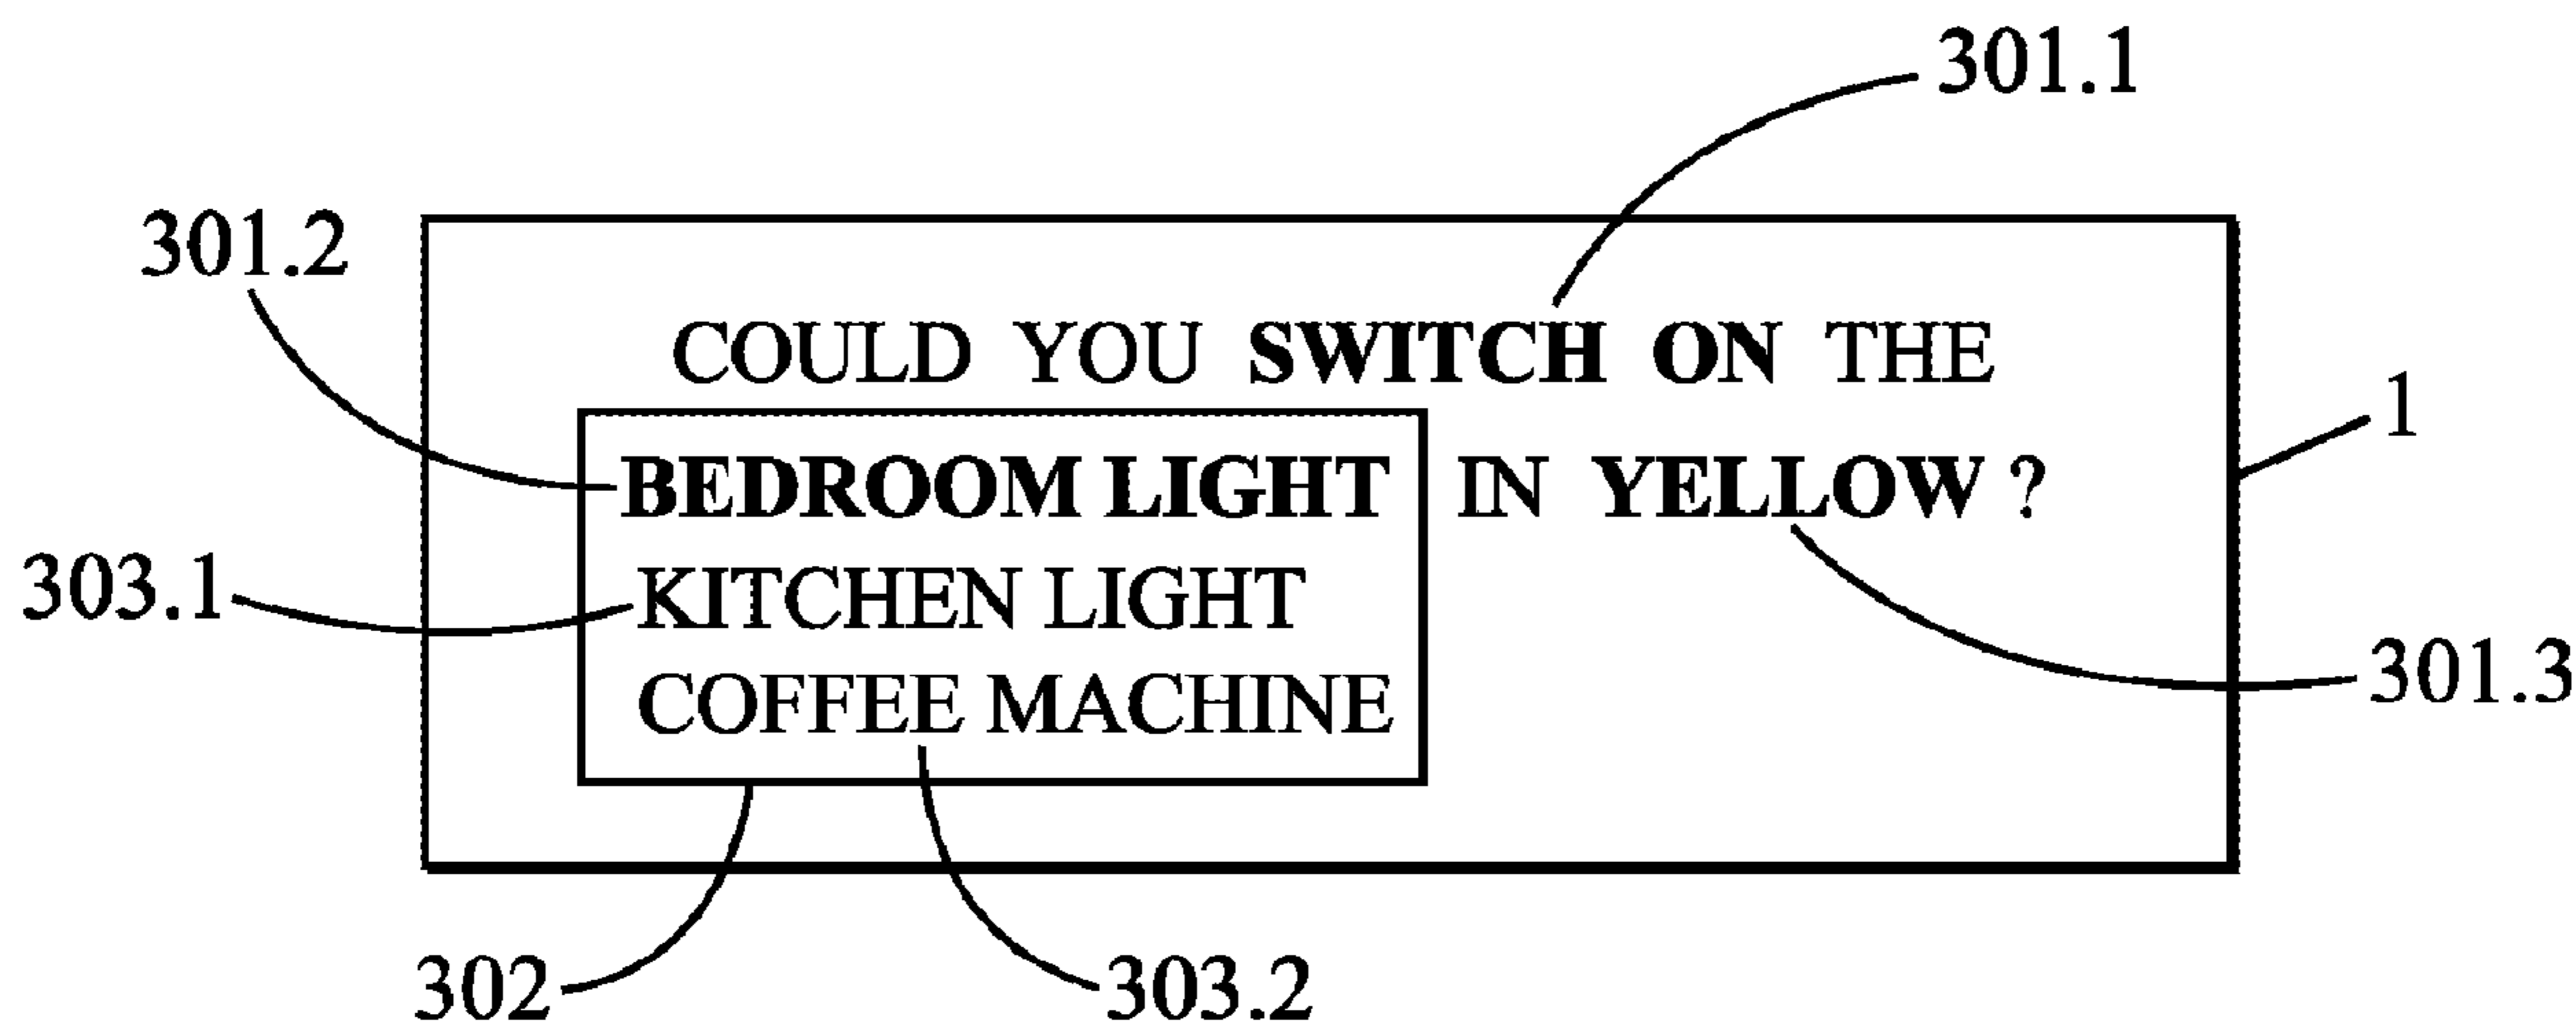 301.1
301.2
COULD YOU SWITCH ON THE
1
BEDROOM LIGHT IN YELLOW ?
303.1
KITCHEN LIGHT
301.3
COFFEE MACHINE
302
303.2